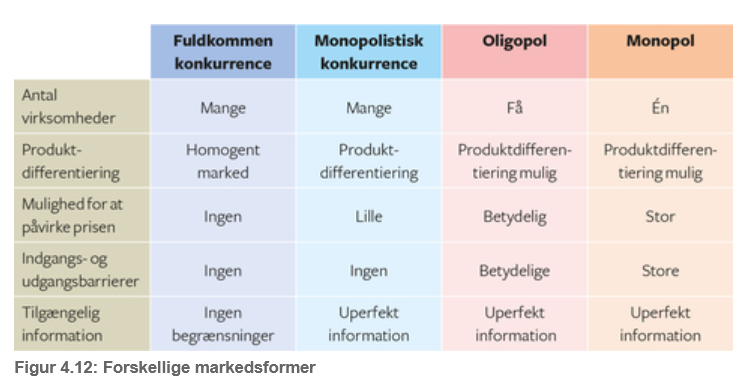 Fuldkommen
konkurrence
Monopolistisk
konkurrence
Oligopol
Monopol
Antal
virksomheder
Mange
Mange
Få
Én
Produkt-
differentiering
Homogent
marked
Produkt-
differentiering
Produktdifferen-
tiering mulig
Produktdifferen-
tiering mulig
Mulighed for at
påvirke prisen
Ingen
Lille
Betydelig
Stor
Indgangs- og
udgangsbarrierer
Ingen
Ingen
Betydelige
Store
Tilgængelig
information
Ingen
begrænsninger
Uperfekt
information
Uperfekt
information
Uperfekt
information
Figur 4.12: Forskellige markedsformer